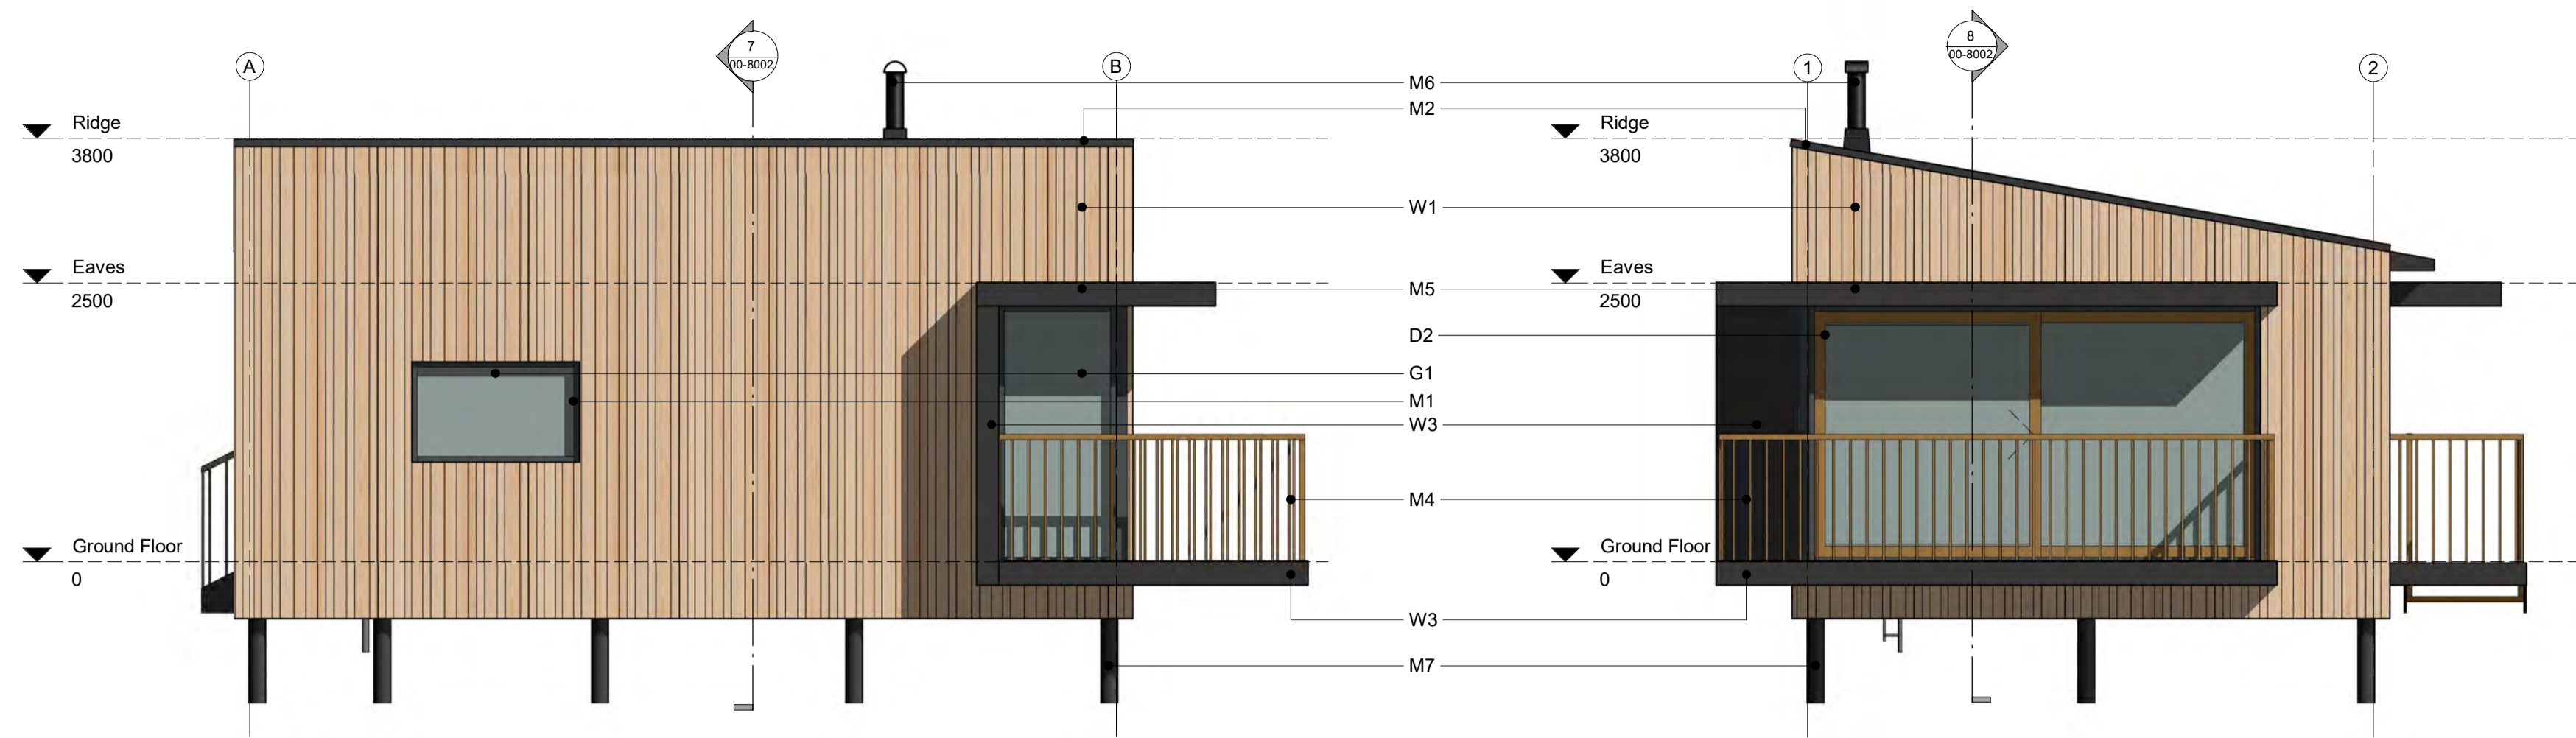 A
7
00-8002
B
Ridge
3800
Eaves
2500
Ground Floor
0
M6
M2
W1
M5
D2
G1
M1
W3
M4
W3
M7
1
8
00-8002
2
Ridge
3800
Eaves
2500
Ground Floor
0